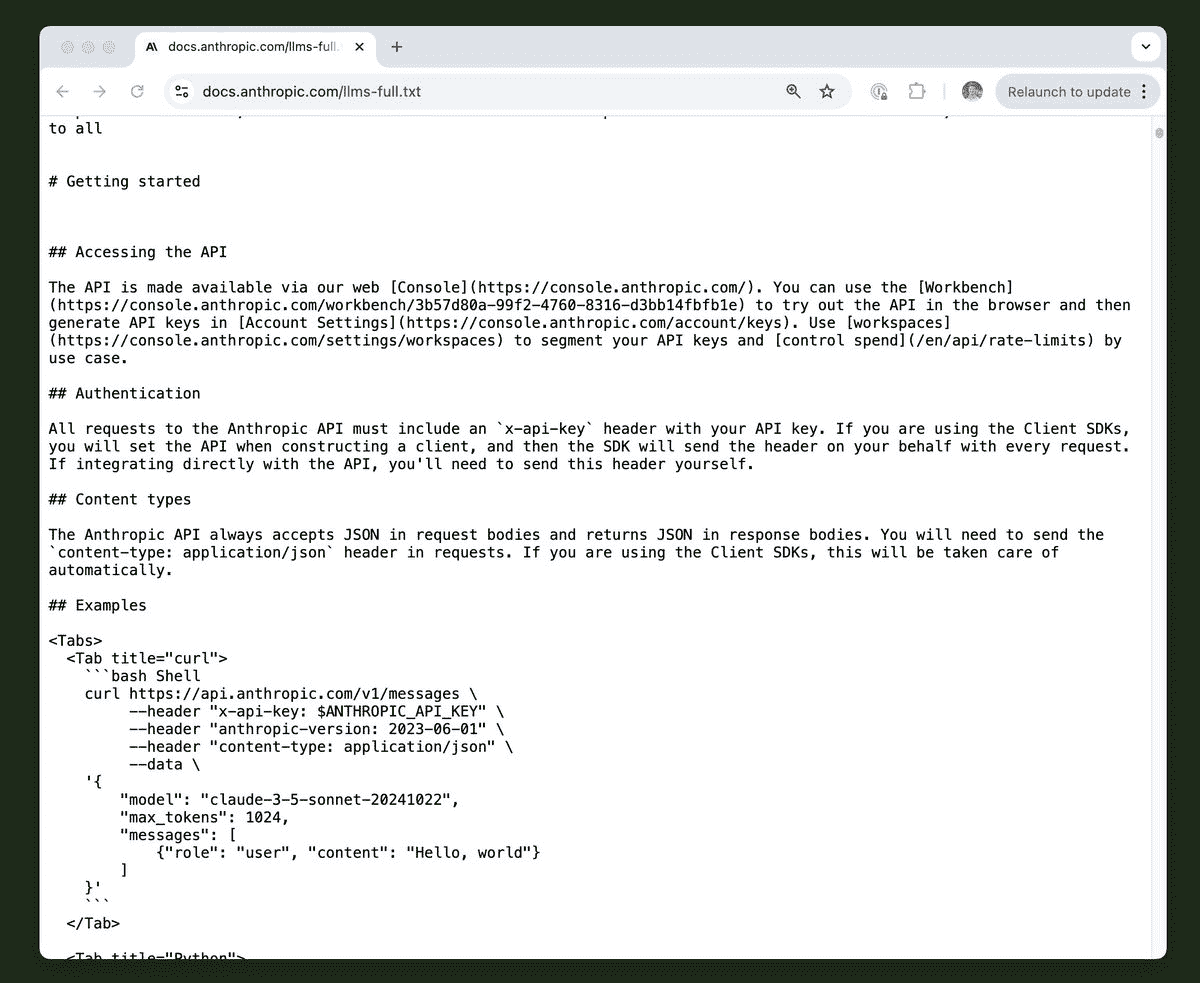 docs.anthropic.com/llms-full.
docs.anthropic.com/llms-full.txt
Relaunch to update
to all
# Getting started
## Accessing the API
The API is made available via our web [Console](https://console.anthropic.com/). You can use the [Workbench]
(https://console.anthropic.com/workbench/3b57d80a-99f2-4760-8316-d3bb14fbfb1e) to try out the API in the browser and then
generate API keys in [Account Settings](https://console.anthropic.com/account/keys). Use [workspaces]
(https://console.anthropic.com/settings/workspaces) to segment your API keys and [control spend](/en/api/rate-limits) by
use case.
## Authentication
All requests to the Anthropic API must include an `x-api-key` header with your API key. If you are using the Client SDKs,
you will set the API when constructing a client, and then the SDK will send the header on your behalf with every request.
If integrating directly with the API, you'll need to send this header yourself.
## Content types
The Anthropic API always accepts JSON in request bodies and returns JSON in response bodies. You will need to send the
`content-type: application/json` header in requests. If you are using the Client SDKs, this will be taken care of
automatically.
## Examples
<Tabs>
  <Tab title="curl">
    ```bash Shell
    curl https://api.anthropic.com/v1/messages \
         --header "x-api-key: $ANTHROPIC_API_KEY" \
         --header "anthropic-version: 2023-06-01" \
         --header "content-type: application/json" \
         --data \
    '{
        "model": "claude-3-5-sonnet-20241022",
        "max_tokens": 1024,
        "messages": [
            {"role": "user", "content": "Hello, world"}
        ]
    }'
    ```
  </Tab>
  <Tab title="Python">